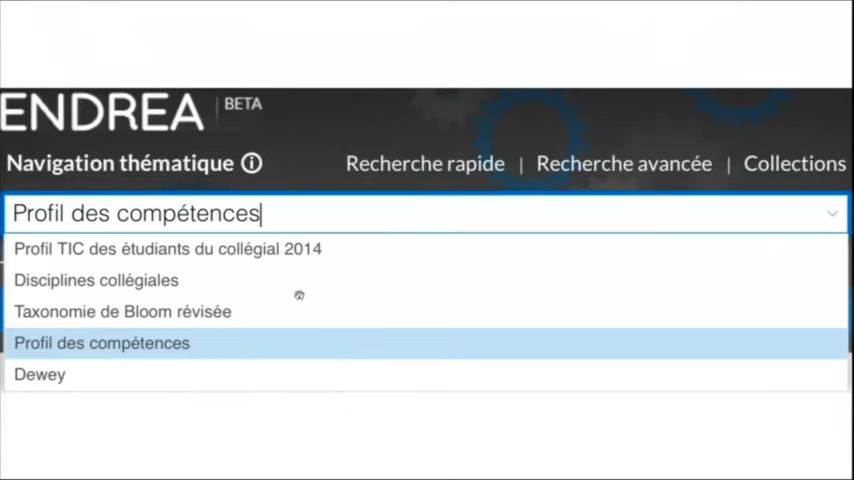 ENDREA BETA
Navigation thématique Recherche rapide | Recherche avancée | Collections
Profil des compétences
Profil TIC des étudiants du collégial 2014
Disciplines collégiales
Taxonomie de Bloom révisée
Profil des compétences
Dewey